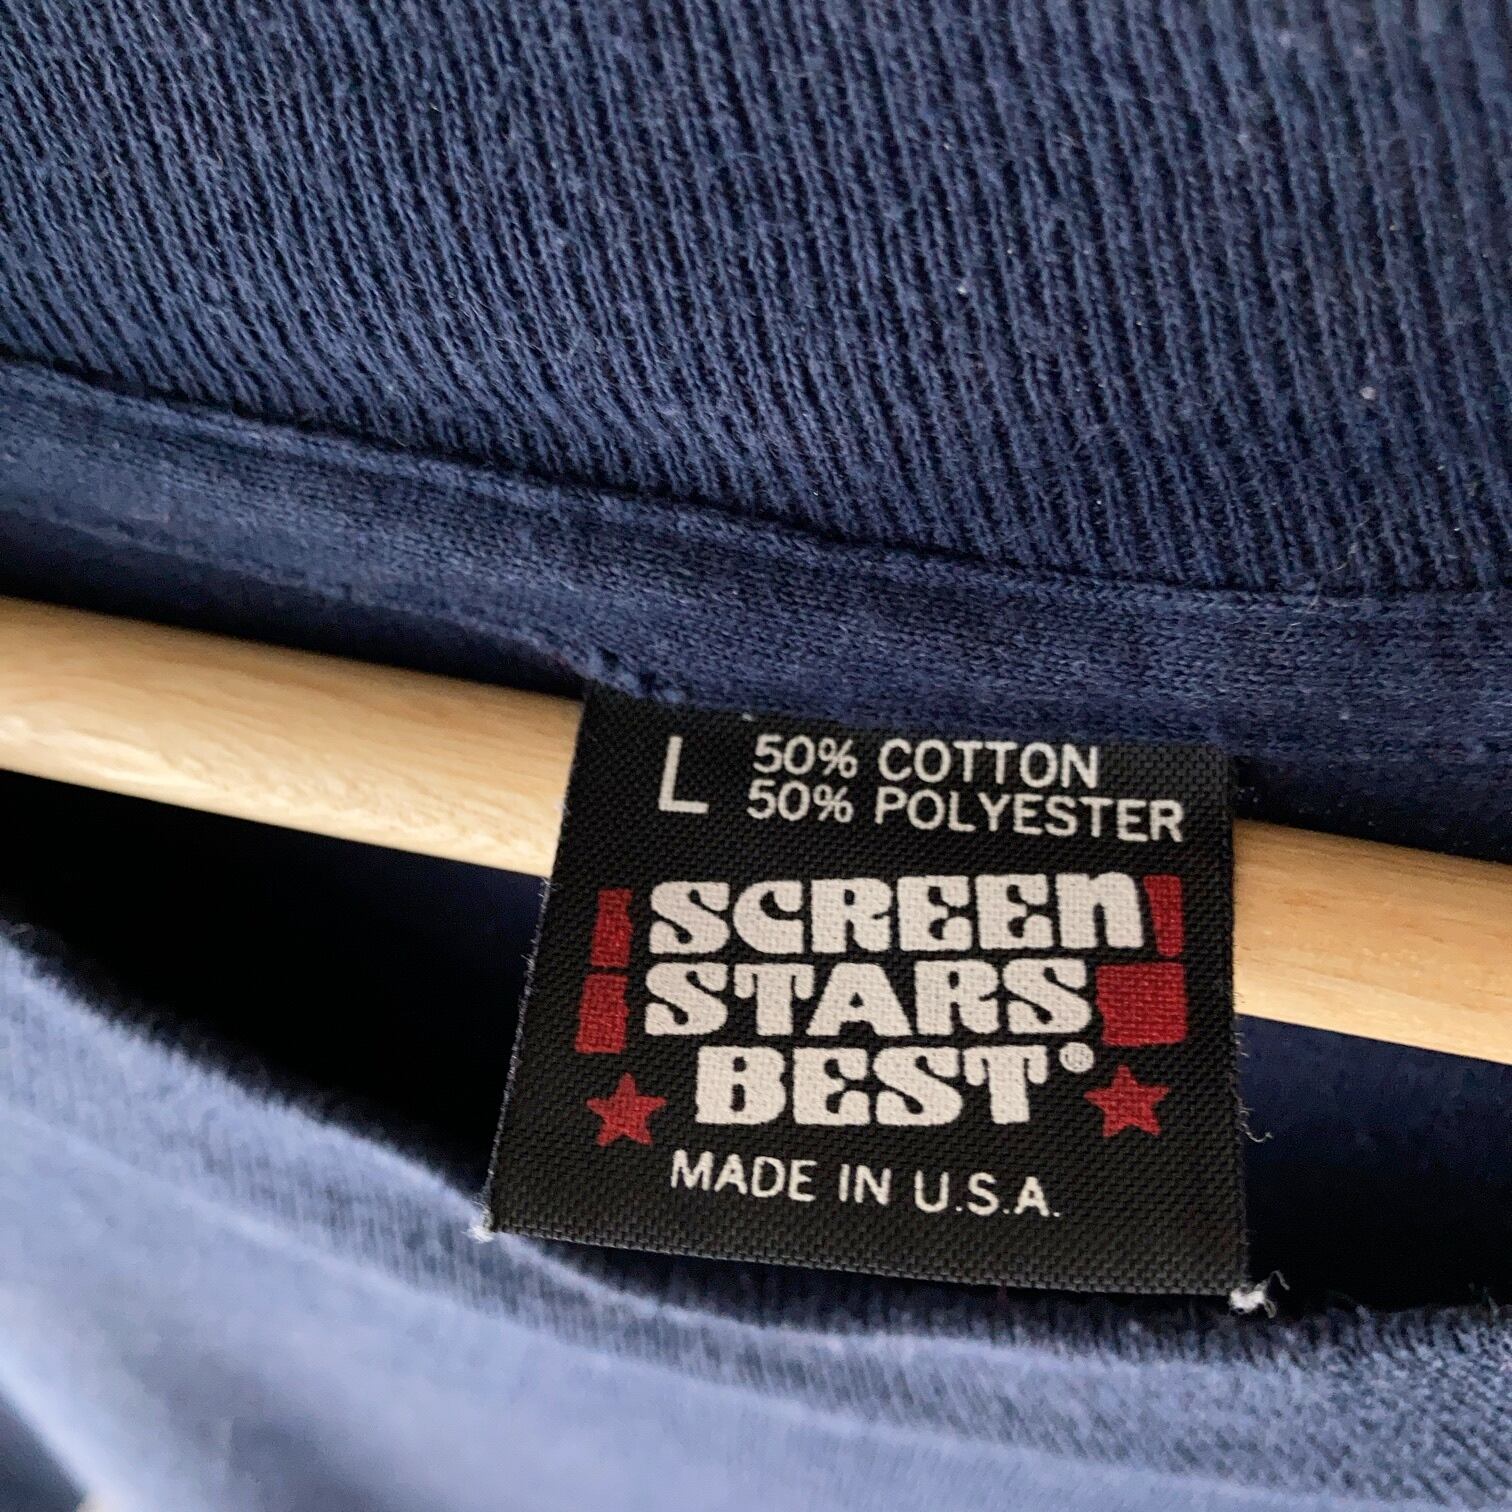 L 50% COTTON
50% POLYESTER
SCREEn
STARS
BEST®
MADE IN U.S.A.